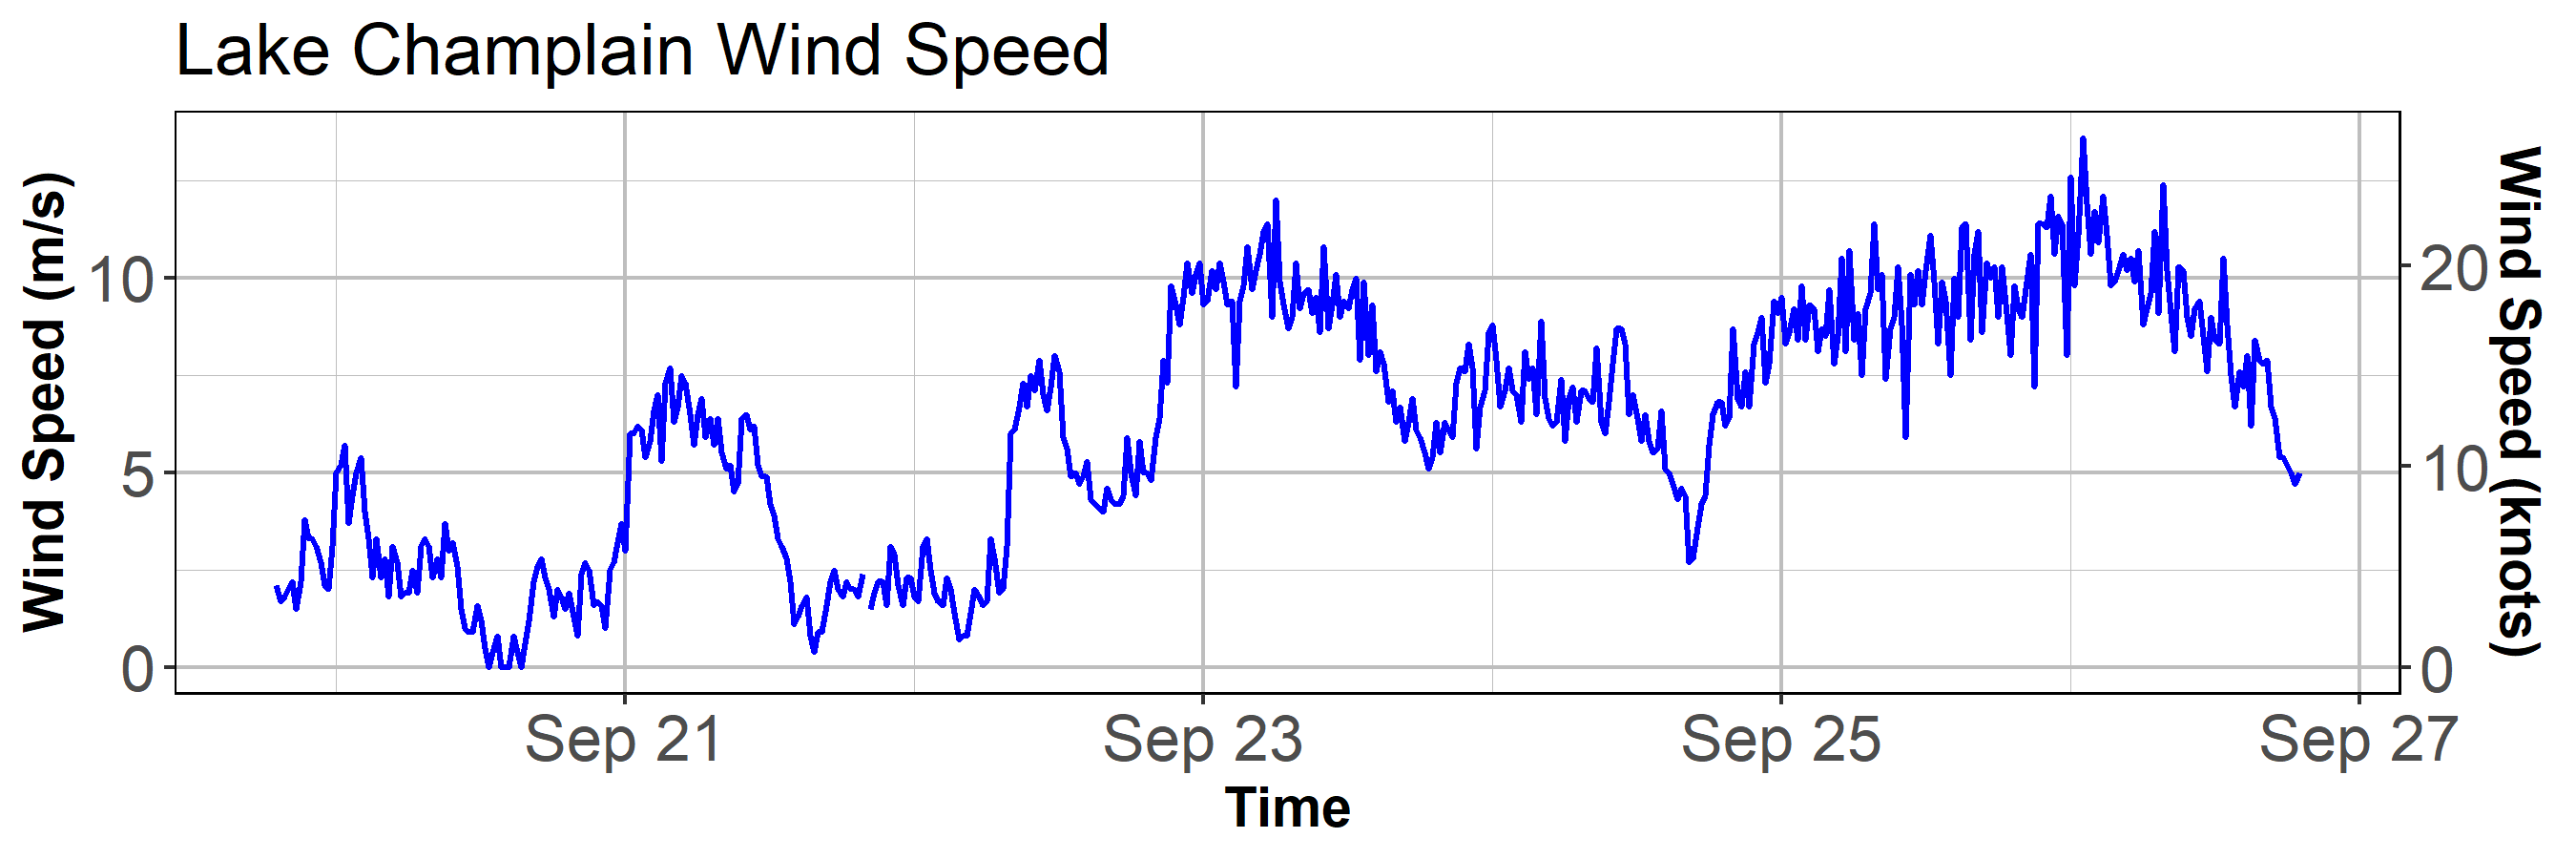 Lake Champlain Wind Speed
Wind Speed (m/s)
10
5
0
20
10
0
Wind Speed (knots)
Sep 21
Sep 23
Sep 25
Sep 27
Time